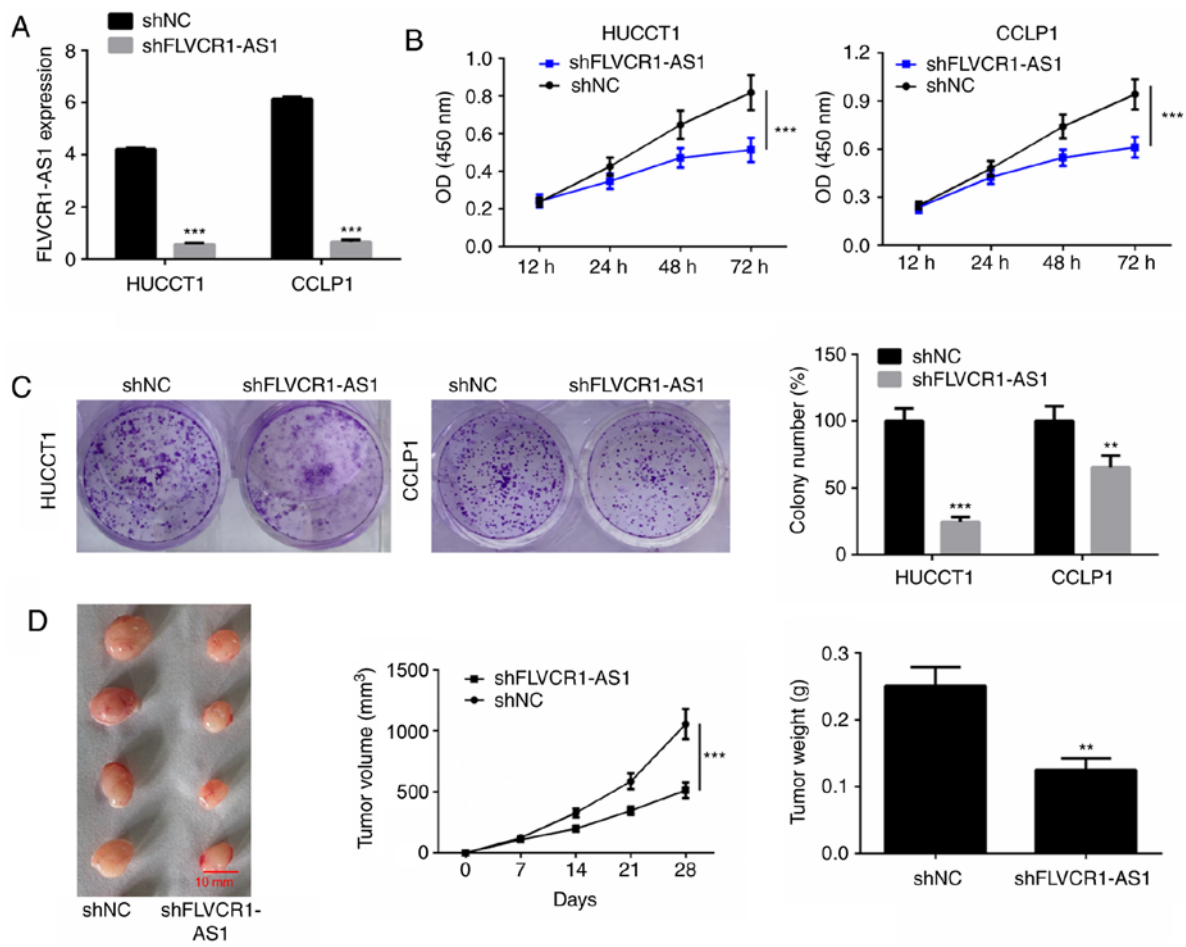 A
shNC
shFLVCR1-AS1
FLVCR1-AS1 expression
8
6
4
2
0
***
***
HUCCT1
CCLP1
B
HUCCT1
shFLVCR1-AS1
shNC
OD (450 nm)
0.8
1.0
0.8
0.6
0.4
0.2
0.0
***
12 h
24 h
48 h
72 h
CCLP1
shFLVCR1-AS1
shNC
OD (450 nm)
1.2
0.9
0.6
0.3
0.0
***
12 h
24 h
48 h
72 h
C
shNC
shFLVCR1-AS1
HUCCT1
shNC
shFLVCR1-AS1
CCLP1
shNC
shFLVCR1-AS1
Colony number (%)
150
100
50
0
***
**
HUCCT1
CCLP1
D
10 mm
shNC
shFLVCR1-
AS1
shFLVCR1-AS1
shNC
Tumor volume (mm³)
1500
1000
500
0
***
0
7
14
21
28
Days
Tumor weight (g)
0.3
0.2
0.1
0.0
**
shNC
shFLVCR1-AS1